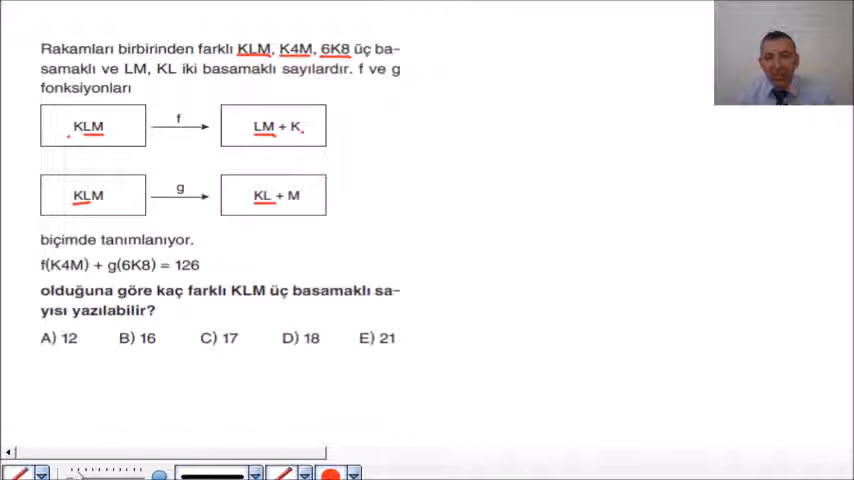 Rakamları birbirinden farklı KLM, K4M, 6K8 üç ba-
samaklı ve LM, KL iki basamaklı sayılardır. f ve g
fonksiyonları
KLM f LM + K
KLM g KL + M
biçimde tanımlanıyor.
f(K4M) + g(6K8) = 126
olduğuna göre kaç farklı KLM üç basamaklı sa-
yısı yazılabilir?
A) 12 B) 16 C) 17 D) 18 E) 21